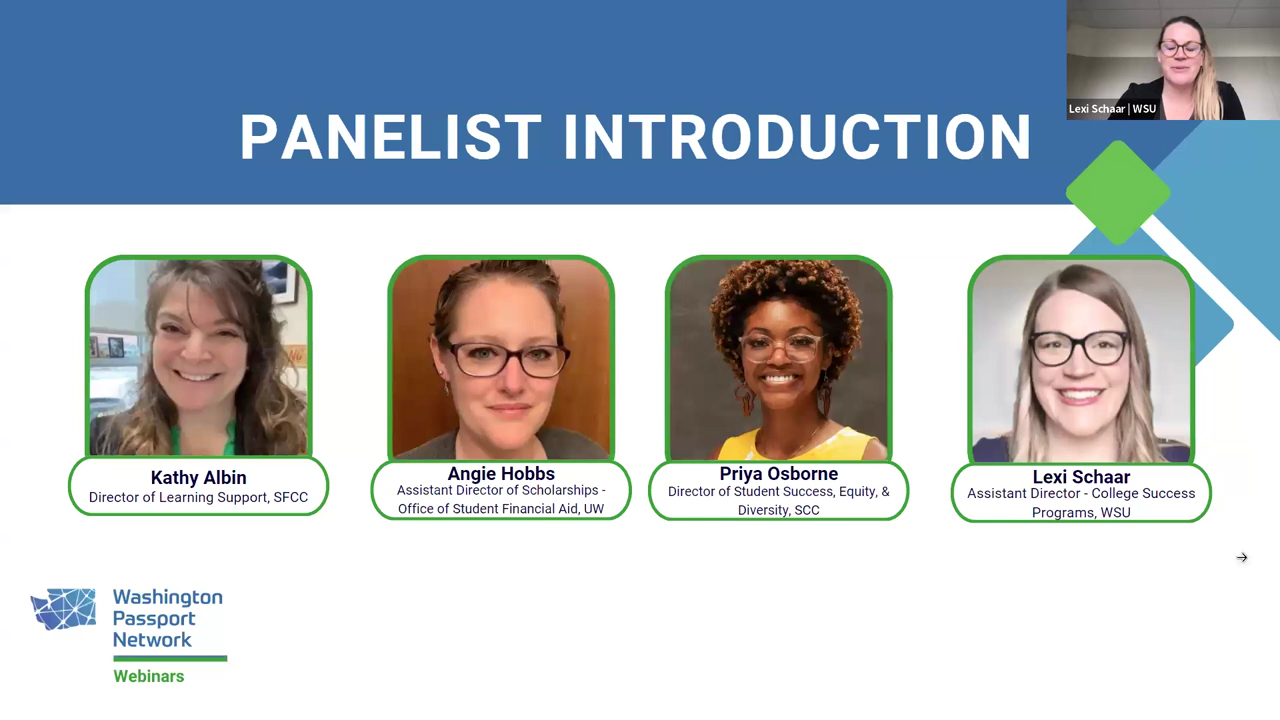 PANELIST INTRODUCTION
Lexi Schaar | WSU
Kathy Albin
Director of Learning Support, SFCC
Angie Hobbs
Assistant Director of Scholarships -
Office of Student Financial Aid, UW
Priya Osborne
Director of Student Success, Equity, &
Diversity, SCC
Lexi Schaar
Assistant Director - College Success
Programs, WSU
Washington
Passport
Network
Webinars